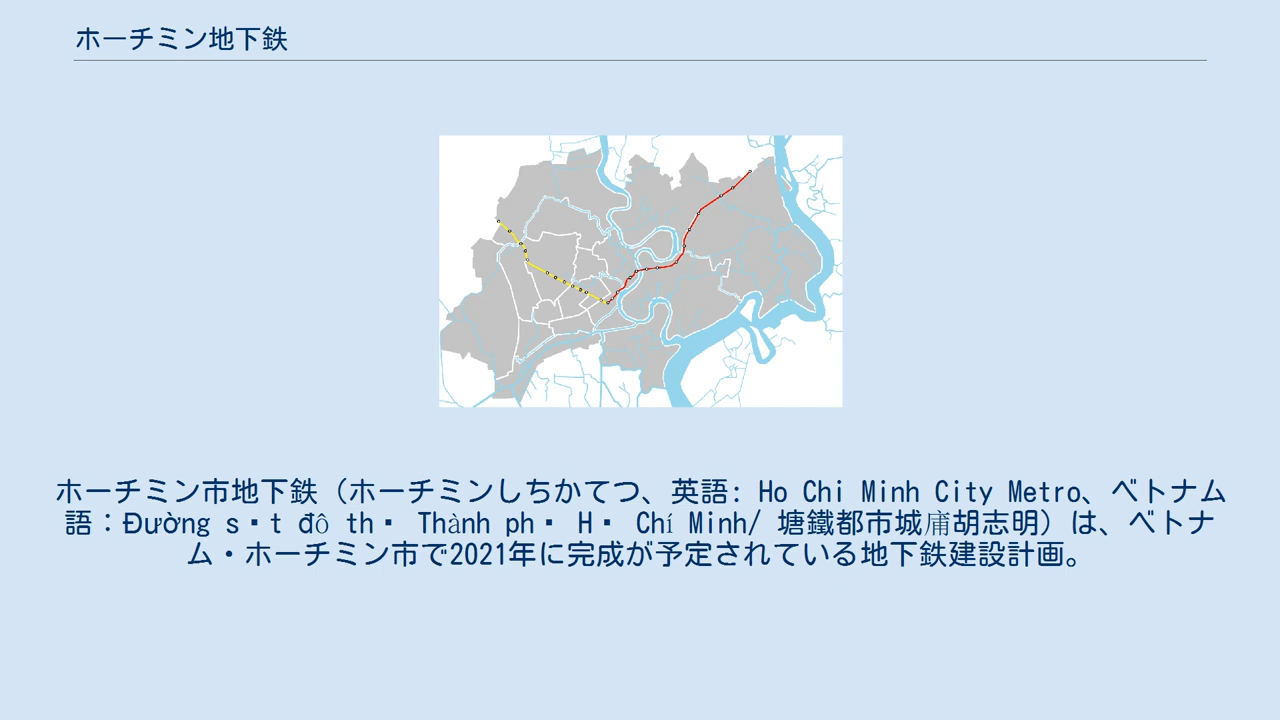 ホーチミン地下鉄
ホーチミン市地下鉄（ホーチミンしちかてつ、英語: Ho Chi Minh City Metro、ベトナム
語：Đường đô Thành Chí Minh/ 塘鐵都市城庯胡志明）は、ベトナ
ム・ホーチミン市で2021年に完成が予定されている地下鉄建設計画。